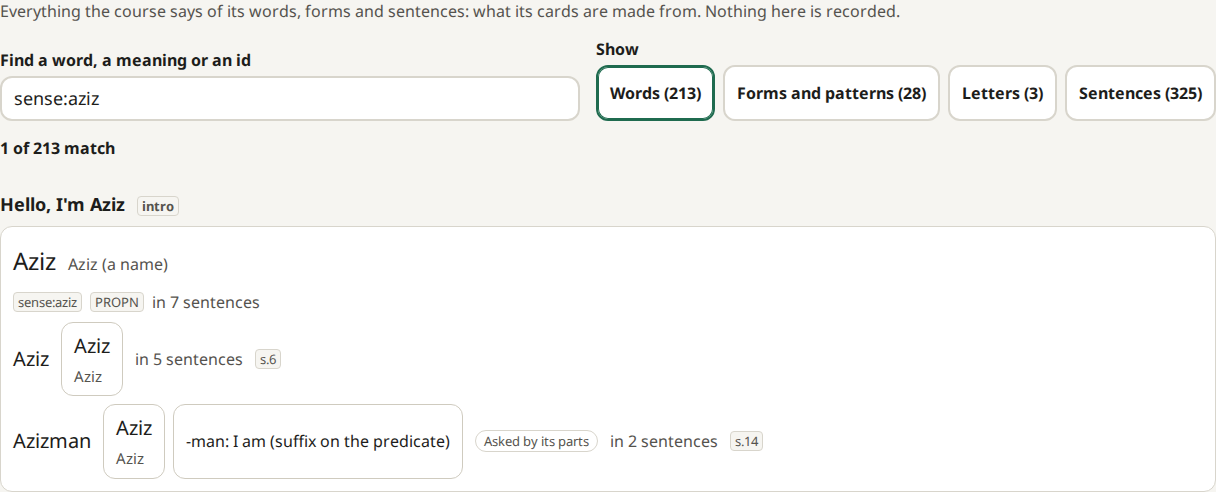 Everything the course says of its words, forms and sentences: what its cards are made from. Nothing here is recorded.
Find a word, a meaning or an id
sense:aziz
Show
Words (213)
Forms and patterns (28)
Letters (3)
Sentences (325)
1 of 213 match
Hello, I'm Aziz intro
Aziz Aziz (a name)
sense:aziz PROPN in 7 sentences
Aziz
Aziz
Aziz
in 5 sentences s.6
Azizman
Aziz
Aziz
-man: I am (suffix on the predicate)
Asked by its parts in 2 sentences s.14